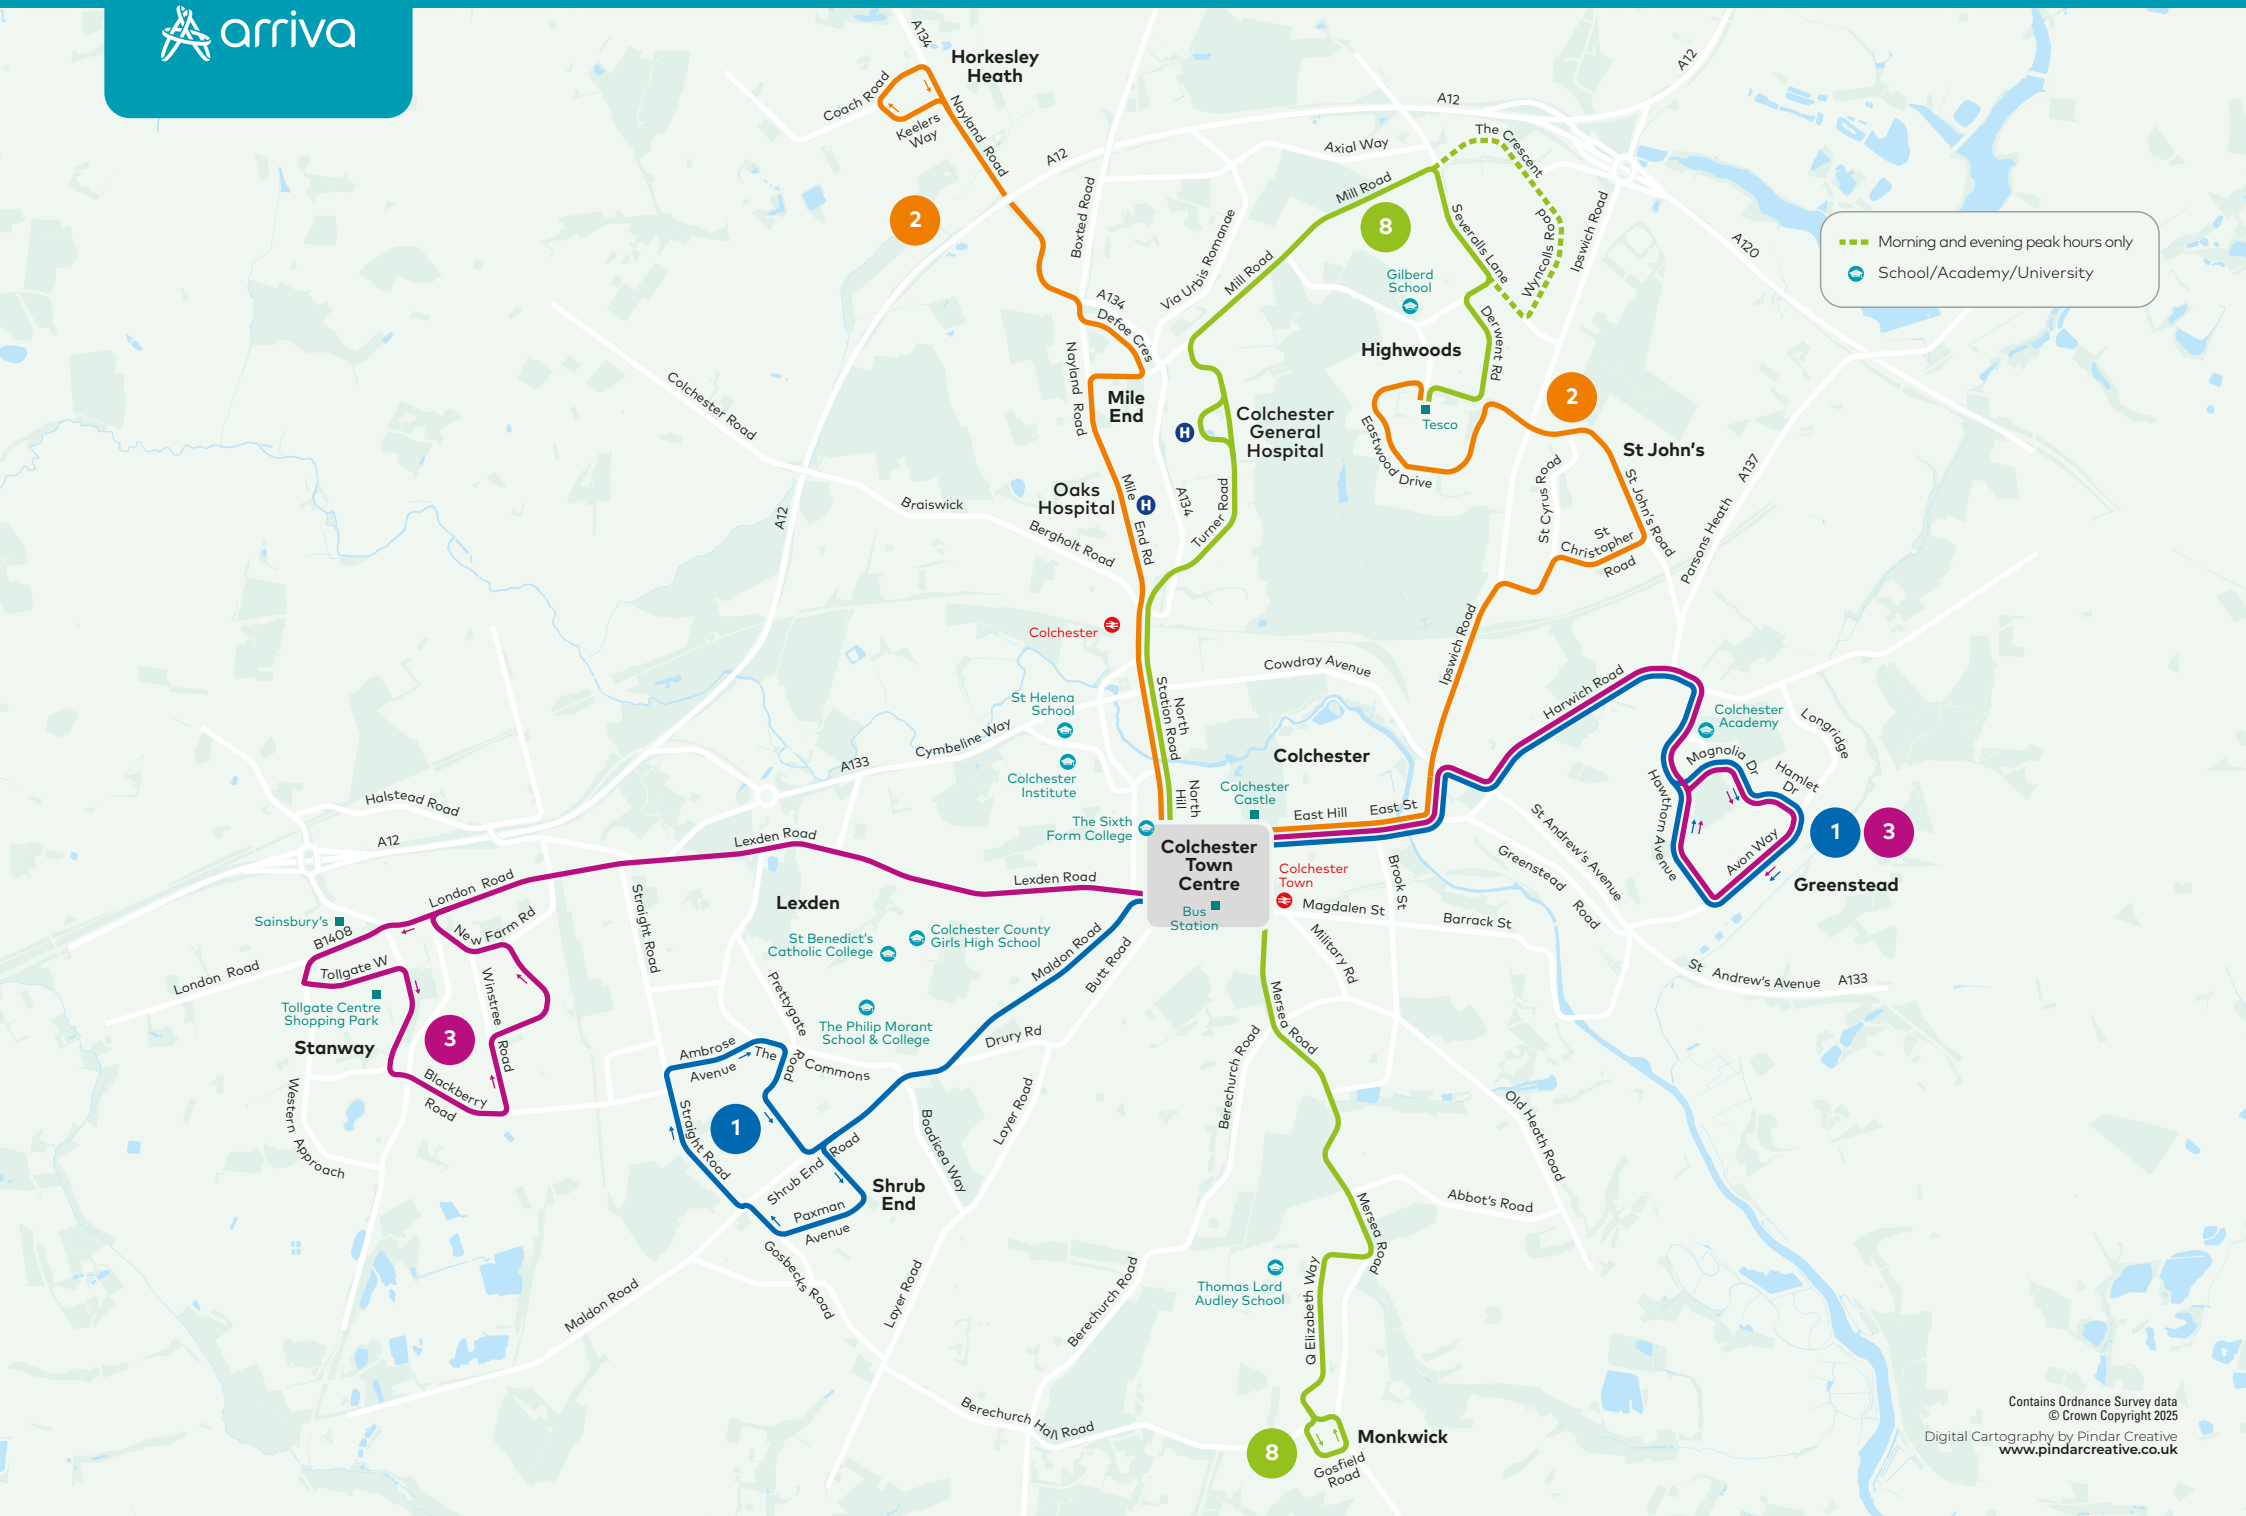 arriva
A134
Horkesley
Heath
Coach Road
Keelers
Way
Nayland Road
A12
A12
A12
2
Boxted Road
Axial Way
Mill Road
The Crescent
8
Severalls Lane
Wyncolls Road
Ipswich Road
A120
Morning and evening peak hours only
School/Academy/University
Via Urbis Romanae
Mill Road
Gilberd
School
A134
Defoe Cres
Nayland Road
Derwent Rd
Highwoods
Colchester Road
Mile
End
2
Colchester
General
Hospital
H
Tesco
Eastwood Drive
St John's
A137
Braiswick
A12
Oaks
Hospital
H
Mile End Rd
A134
Turner Road
St Cyrus Road
St John's Road
St
Christopher
Road
Parsons Heath
Bergholt Road
Colchester
Ipswich Road
Cowdray Avenue
Harwich Road
St Helena
School
North
Station Road
Colchester
Academy
Longridge
Cymbeline Way
A133
Colchester
Magnolia Dr
Hamlet
Dr
Colchester
Institute
Colchester
Castle
North
Hill
Halstead Road
East Hill
East St
Hawthorn Avenue
1
3
The Sixth
Form College
A12
Lexden Road
Colchester
Town
Centre
Bus
Station
Colchester
Town
St Andrew's Avenue
Avon Way
Greenstead
London Road
Lexden Road
Brook St
Greenstead Road
Lexden
Magdalen St
Barrack St
Sainsbury's
B1408
New Farm Rd
Straight Road
St Benedict's
Catholic College
Colchester County
Girls High School
Maldon Road
Butt Road
Military Rd
London Road
Tollgate W
Winstree Road
Prettygate Road
St Andrew's Avenue
A133
Tollgate Centre
Shopping Park
The Philip Morant
School & College
Mersea Road
Stanway
3
Ambrose
Avenue
The Commons
Drury Rd
Berechurch Road
Western Approach
Blackberry
Road
Straight Road
1
Boadicea Way
Layer Road
Old Heath Road
Shrub End Road
Shrub
End
Paxman
Avenue
Mersea Road
Abbot's Road
Gosbecks Road
Maldon Road
Layer Road
Berechurch Road
Thomas Lord
Audley School
Q Elizabeth Way
Berechurch Hall Road
8
Monkwick
Gosfield
Road
Contains Ordnance Survey data
© Crown Copyright 2025
Digital Cartography by Pindar Creative
www.pindarcreative.co.uk